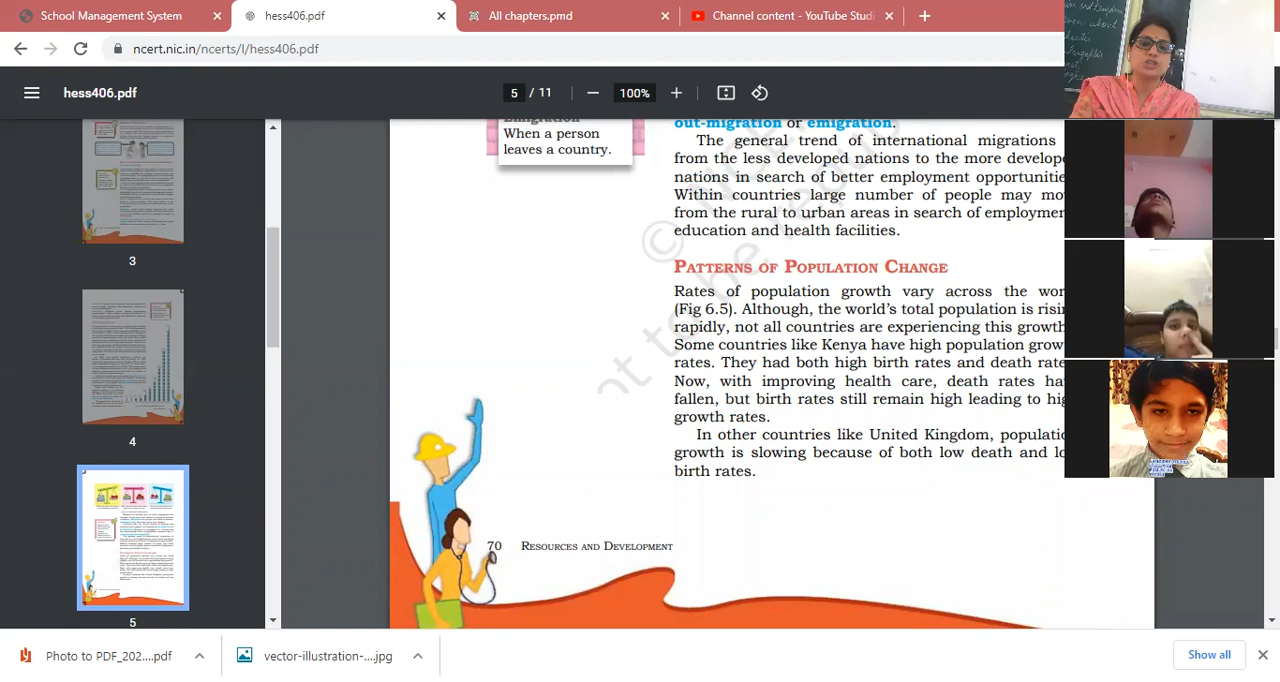 School Management System
hess406.pdf
All chapters.pmd
Channel content - YouTube Studi
ncert.nic.in/ncerts/l/hess406.pdf
hess406.pdf
5 / 11
100%
Emigration
When a person
leaves a country.
out-migration or emigration.
The general trend of international migrations
from the less developed nations to the more develope
nations in search of better employment opportunitie
Within countries large number of people may mo
from the rural to urban areas in search of employmen
education and health facilities.
PATTERNS OF POPULATION CHANGE
Rates of population growth vary across the wor
(Fig 6.5). Although, the world's total population is risin
rapidly, not all countries are experiencing this growth
Some countries like Kenya have high population grow
rates. They had both high birth rates and death rate
Now, with improving health care, death rates ha
fallen, but birth rates still remain high leading to hig
growth rates.
In other countries like United Kingdom, populatio
growth is slowing because of both low death and lo
birth rates.
70 RESOURCES AND DEVELOPMENT
3
4
5
Photo to PDF_202....pdf
vector-illustration-....jpg
Show all